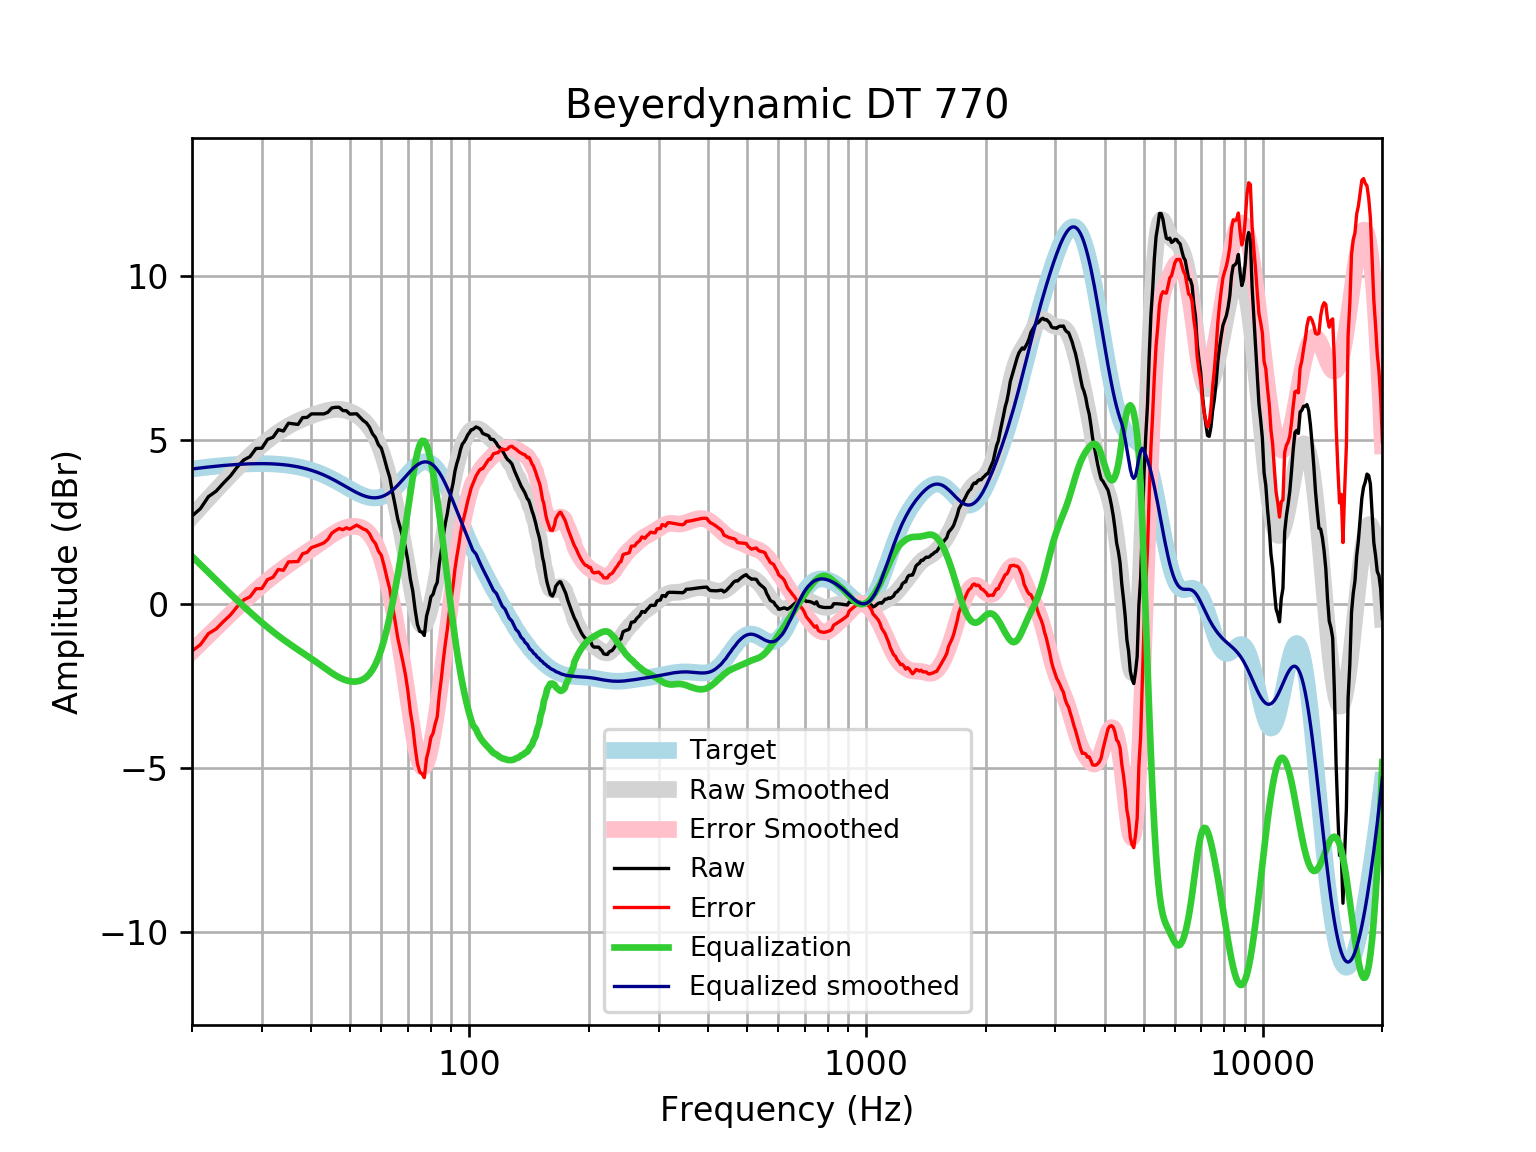 Beyerdynamic DT 770
Amplitude (dBr)
10
5
0
−5
−10
Target
Raw Smoothed
Error Smoothed
Raw
Error
Equalization
Equalized smoothed
100 1000 10000
Frequency (Hz)